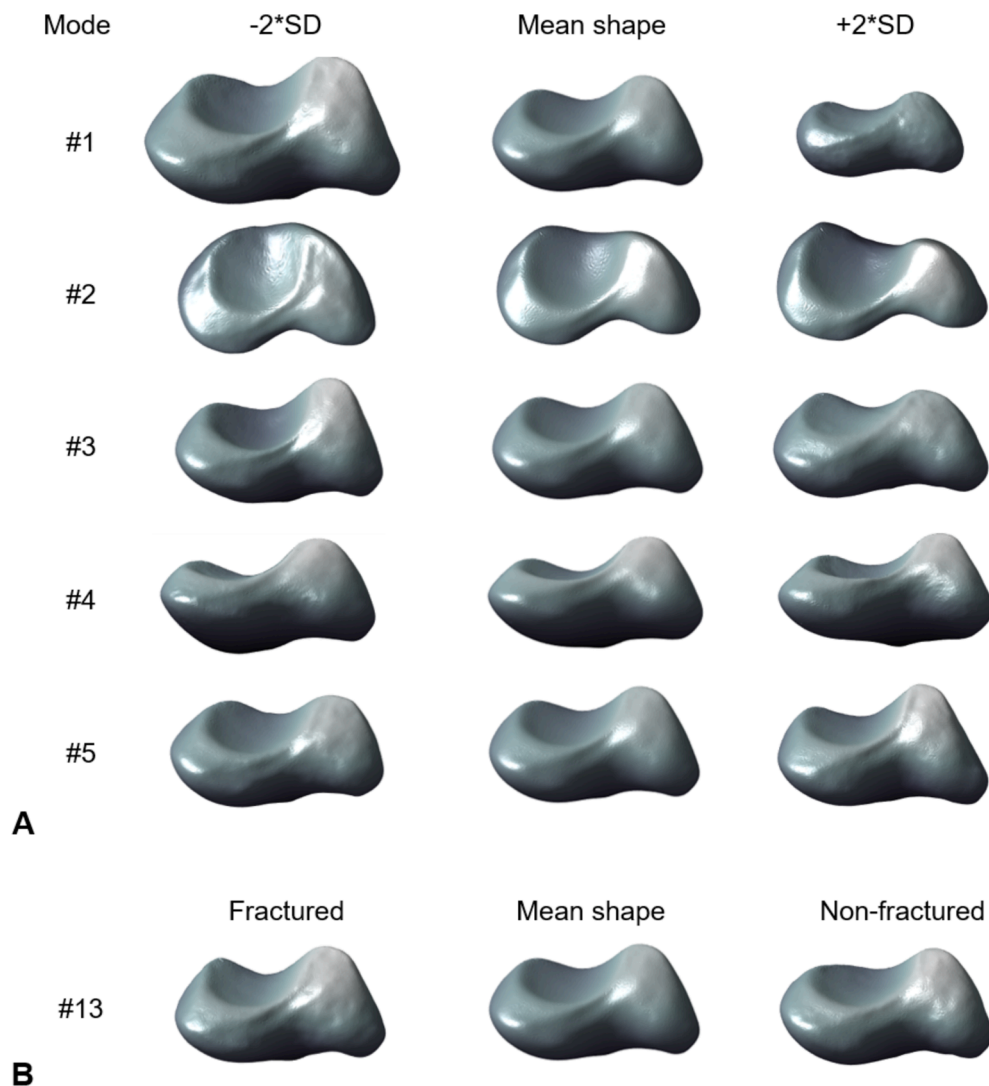 Mode -2*SD Mean shape +2*SD
#1
#2
#3
#4
#5
A
Fractured Mean shape Non-fractured
#13
B